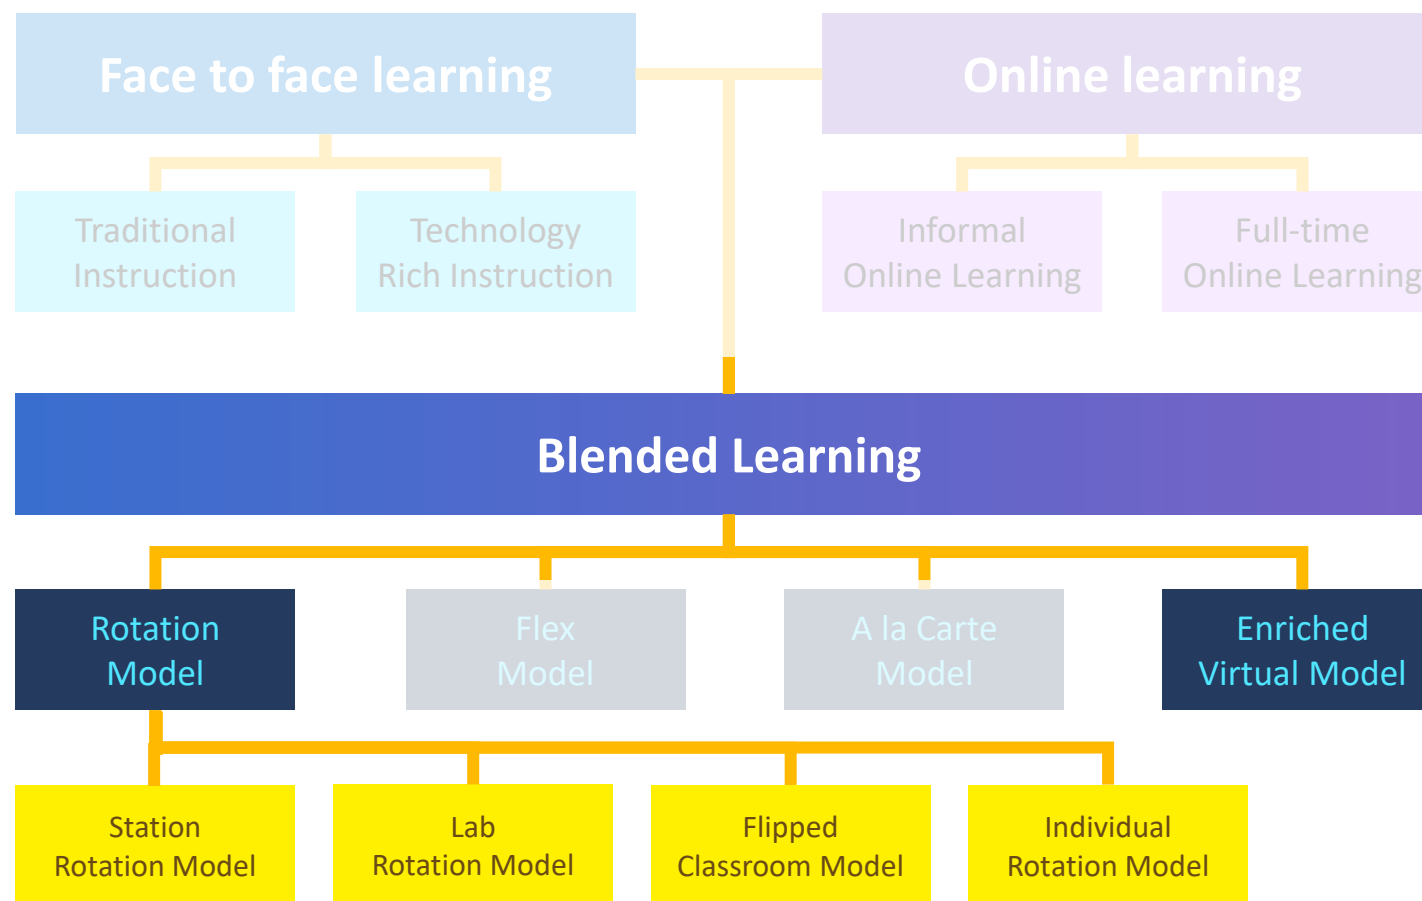 Face to face learning
Online learning
Traditional
Instruction
Technology
Rich Instruction
Informal
Online Learning
Full-time
Online Learning
Blended Learning
Rotation
Model
Flex
Model
A la Carte
Model
Enriched
Virtual Model
Station
Rotation Model
Lab
Rotation Model
Flipped
Classroom Model
Individual
Rotation Model